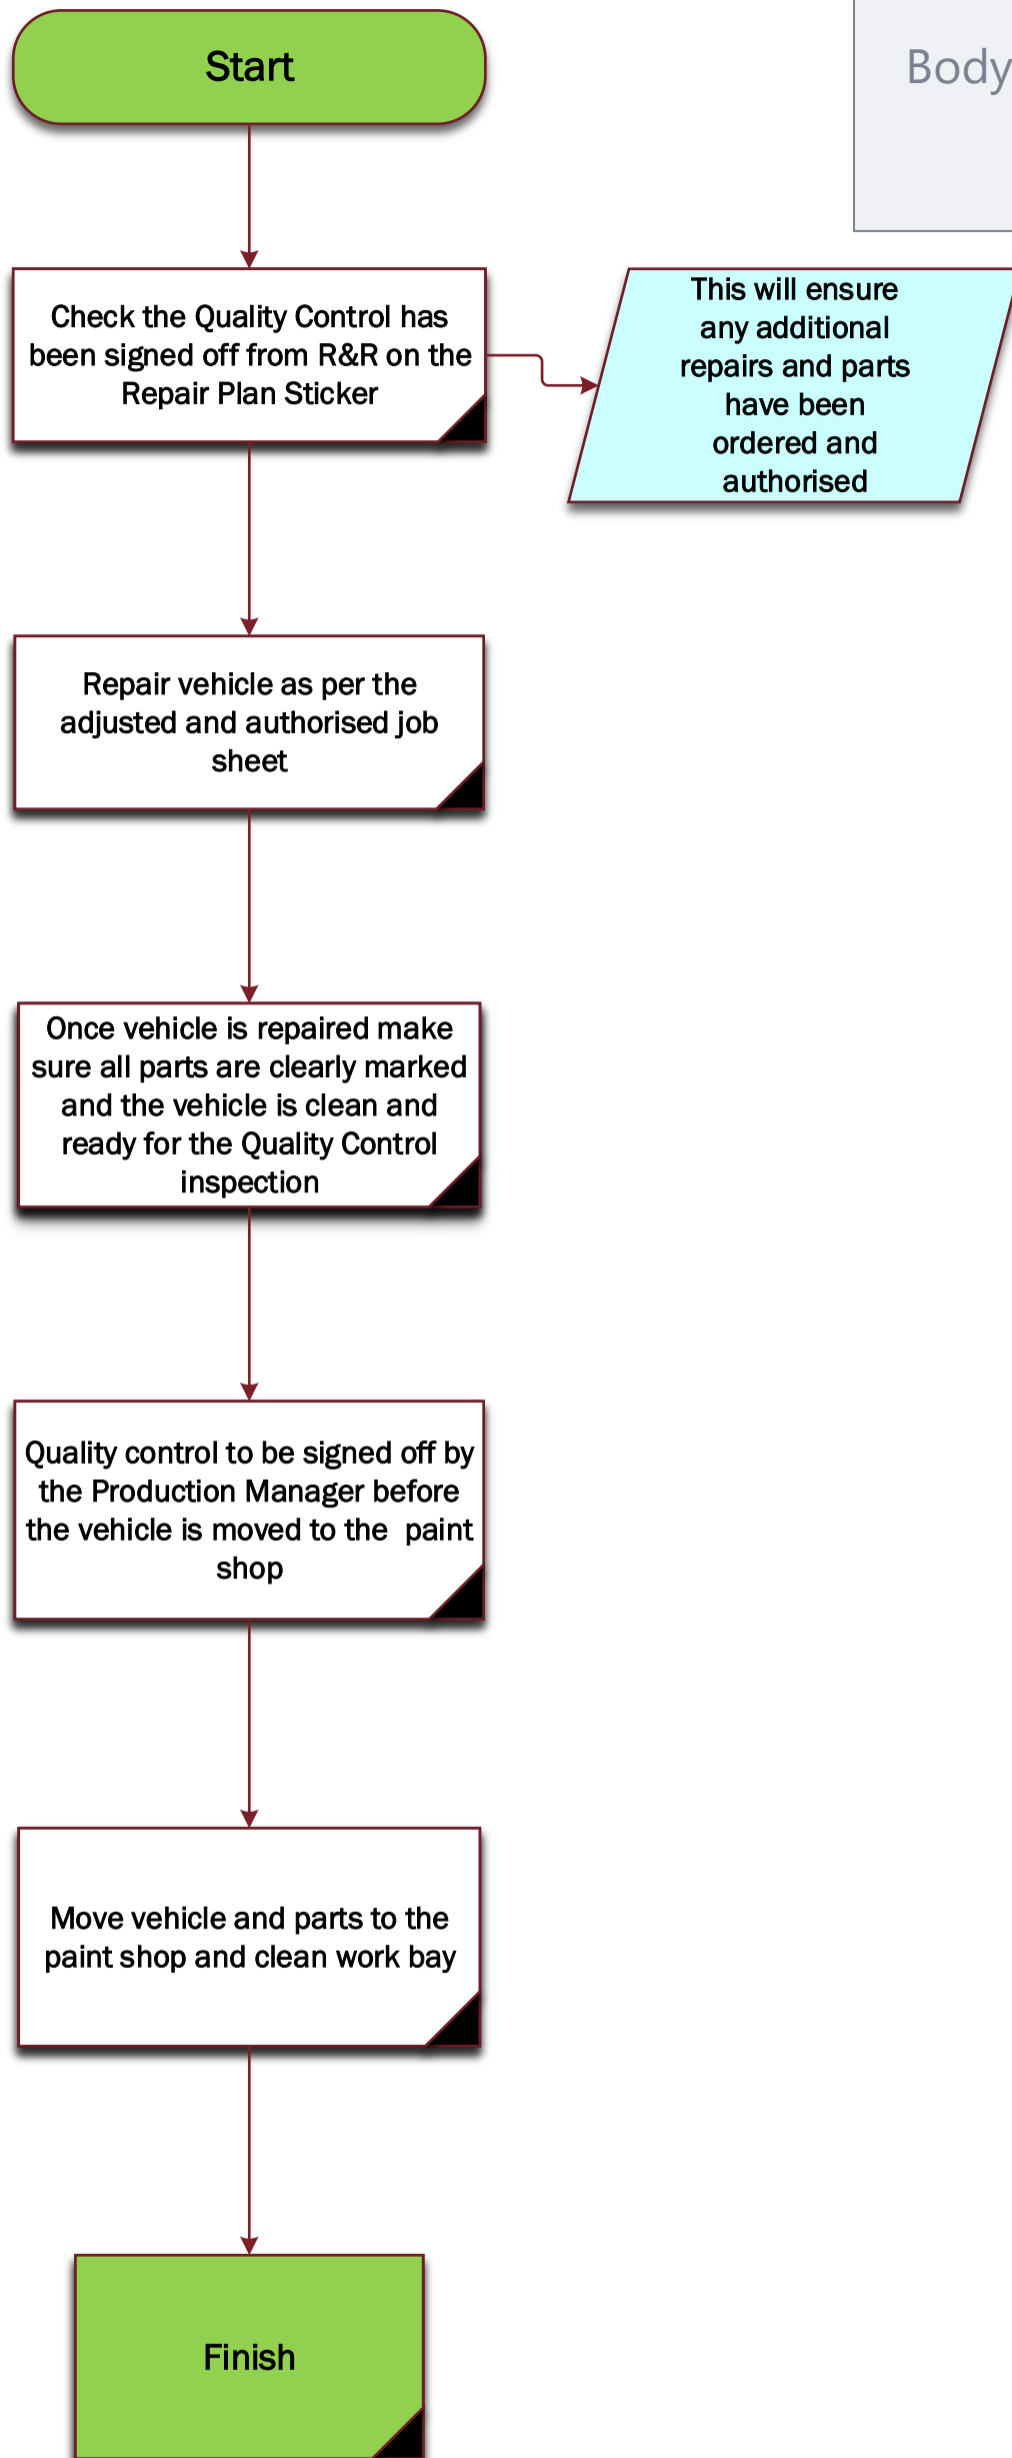 Start
Body
Check the Quality Control has
been signed off from R&R on the
Repair Plan Sticker
This will ensure
any additional
repairs and parts
have been
ordered and
authorised
Repair vehicle as per the
adjusted and authorised job
sheet
Once vehicle is repaired make
sure all parts are clearly marked
and the vehicle is clean and
ready for the Quality Control
inspection
Quality control to be signed off by
the Production Manager before
the vehicle is moved to the  paint
shop
Move vehicle and parts to the
paint shop and clean work bay
Finish